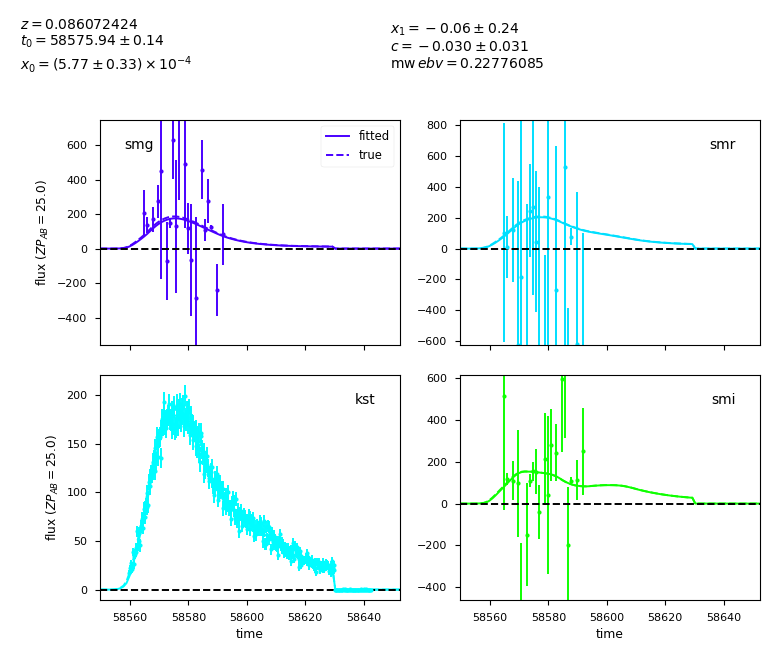 z = 0.086072424
t₀ = 58575.94 ± 0.14
x₀ = (5.77 ± 0.33) × 10⁻⁴
x₁ = −0.06 ± 0.24
c = −0.030 ± 0.031
mw ebv = 0.22776085
smg
fitted
true
600
400
200
0
−200
−400
flux (ZP_AB = 25.0)
smr
800
600
400
200
0
−200
−400
−600
kst
200
150
100
50
0
flux (ZP_AB = 25.0)
58560 58580 58600 58620 58640
time
smi
600
400
200
0
−200
−400
58560 58580 58600 58620 58640
time